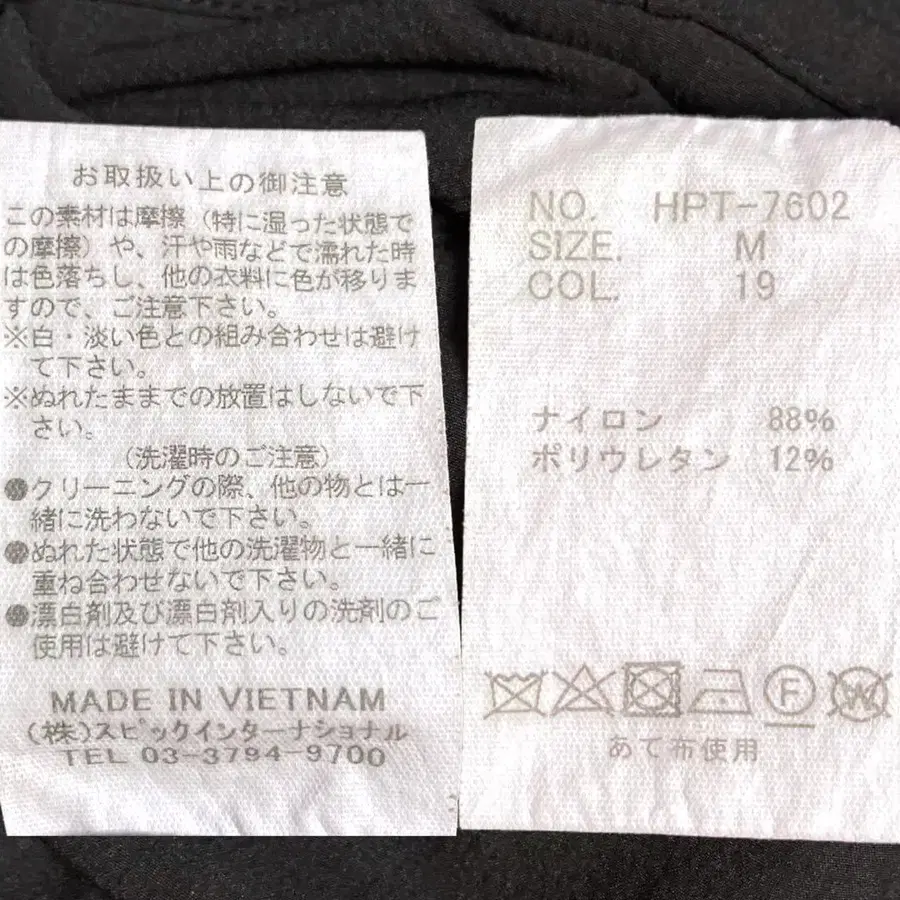 お取扱い上の御注意
この素材は摩擦(特に湿った状態で
の摩擦)や、汗や雨などで濡れた時
は色落ちし、他の衣料に色が移りま
すので、ご注意下さい。
※白・淡い色との組み合わせは避け
て下さい。
※ぬれたままでの放置はしないで下
さい。
(洗濯時のご注意)
●クリーニングの際、他の物とは一
緒に洗わないで下さい。
●ぬれた状態で他の洗濯物と一緒に
重ね合わせないで下さい。
●漂白剤及び漂白剤入りの洗剤のご
使用は避けて下さい。
MADE IN VIETNAM
(株)スピックインターナショナル
TEL 03-3794-9700
NO. HPT-7602
SIZE. M
COL. 19
ナイロン 88%
ポリウレタン 12%
F W
あて布使用